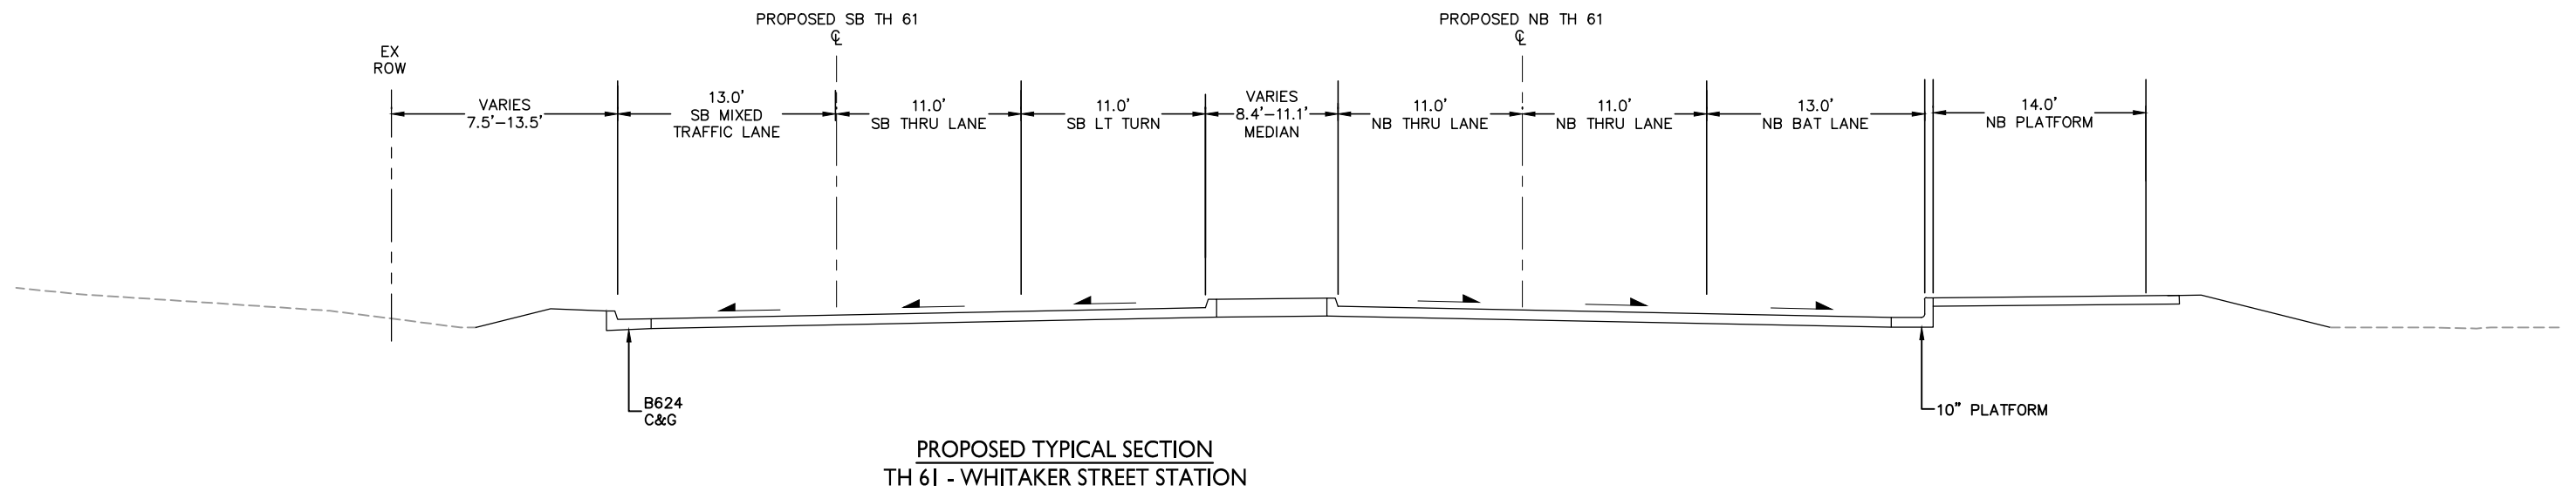 PROPOSED SB TH 61
℄
PROPOSED NB TH 61
℄
EX
ROW
VARIES
7.5'-13.5'
13.0'
SB MIXED
TRAFFIC LANE
11.0'
SB THRU LANE
11.0'
SB LT TURN
VARIES
8.4'-11.1'
MEDIAN
11.0'
NB THRU LANE
11.0'
NB THRU LANE
13.0'
NB BAT LANE
14.0'
NB PLATFORM
B624
C&G
10" PLATFORM
PROPOSED TYPICAL SECTION
TH 61 - WHITAKER STREET STATION